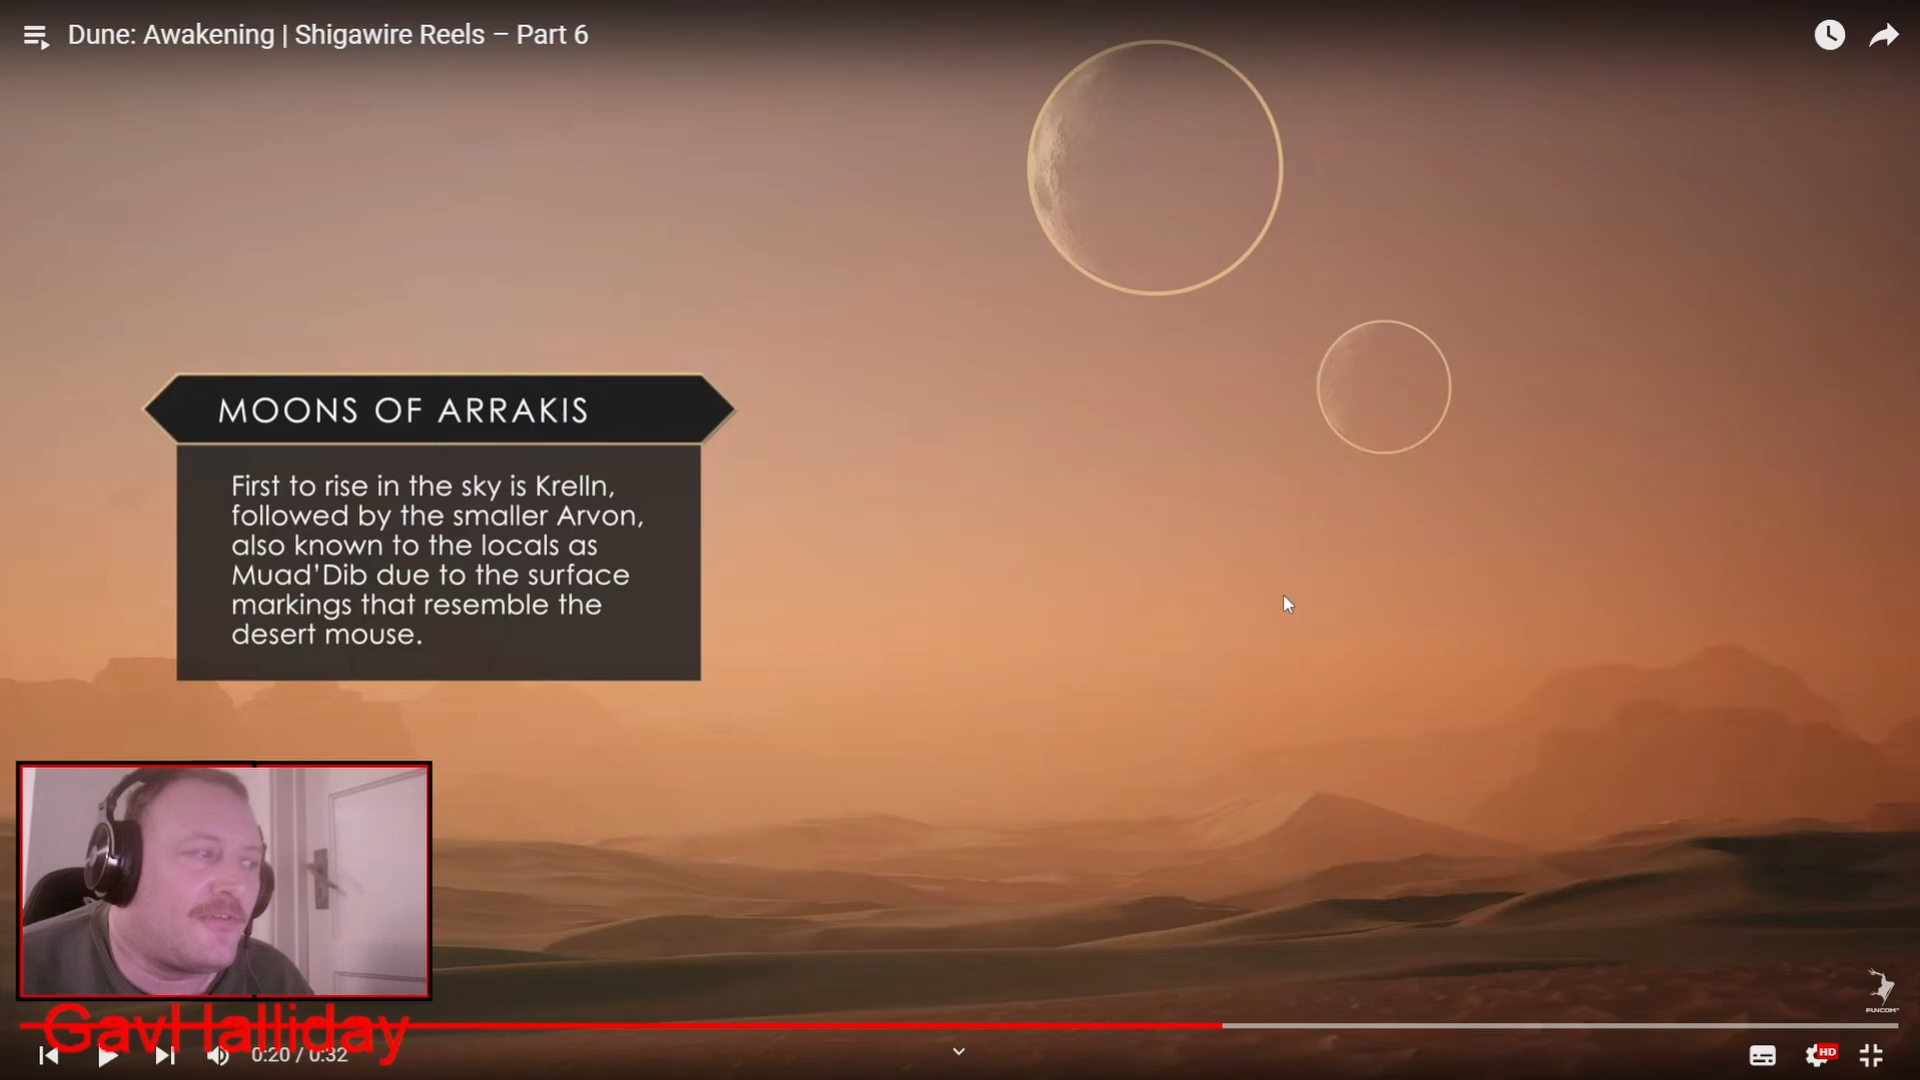 Dune: Awakening | Shigawire Reels – Part 6
MOONS OF ARRAKIS
First to rise in the sky is Krelln,
followed by the smaller Arvon,
also known to the locals as
Muad’Dib due to the surface
markings that resemble the
desert mouse.
GavHalliday
FUNCOM
0:20 / 0:32
HD